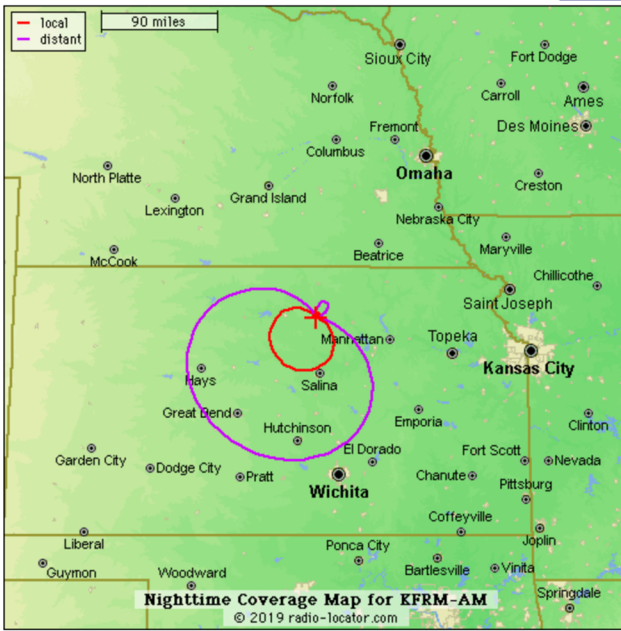 local
distant
90 miles
Sioux City
Fort Dodge
Norfolk
Carroll
Ames
Fremont
Des Moines
Columbus
Omaha
North Platte
Creston
Grand Island
Lexington
Nebraska City
Beatrice
Maryville
McCook
Chillicothe
Saint Joseph
Manhattan
Topeka
Kansas City
Hays
Salina
Great Bend
Emporia
Clinton
Hutchinson
El Dorado
Garden City
Fort Scott
Dodge City
Nevada
Pratt
Chanute
Wichita
Pittsburg
Coffeyville
Liberal
Joplin
Ponca City
Guymon
Woodward
Bartlesville
Vinita
Springdale
Nighttime Coverage Map for KFRM-AM
© 2019 radio-locator.com